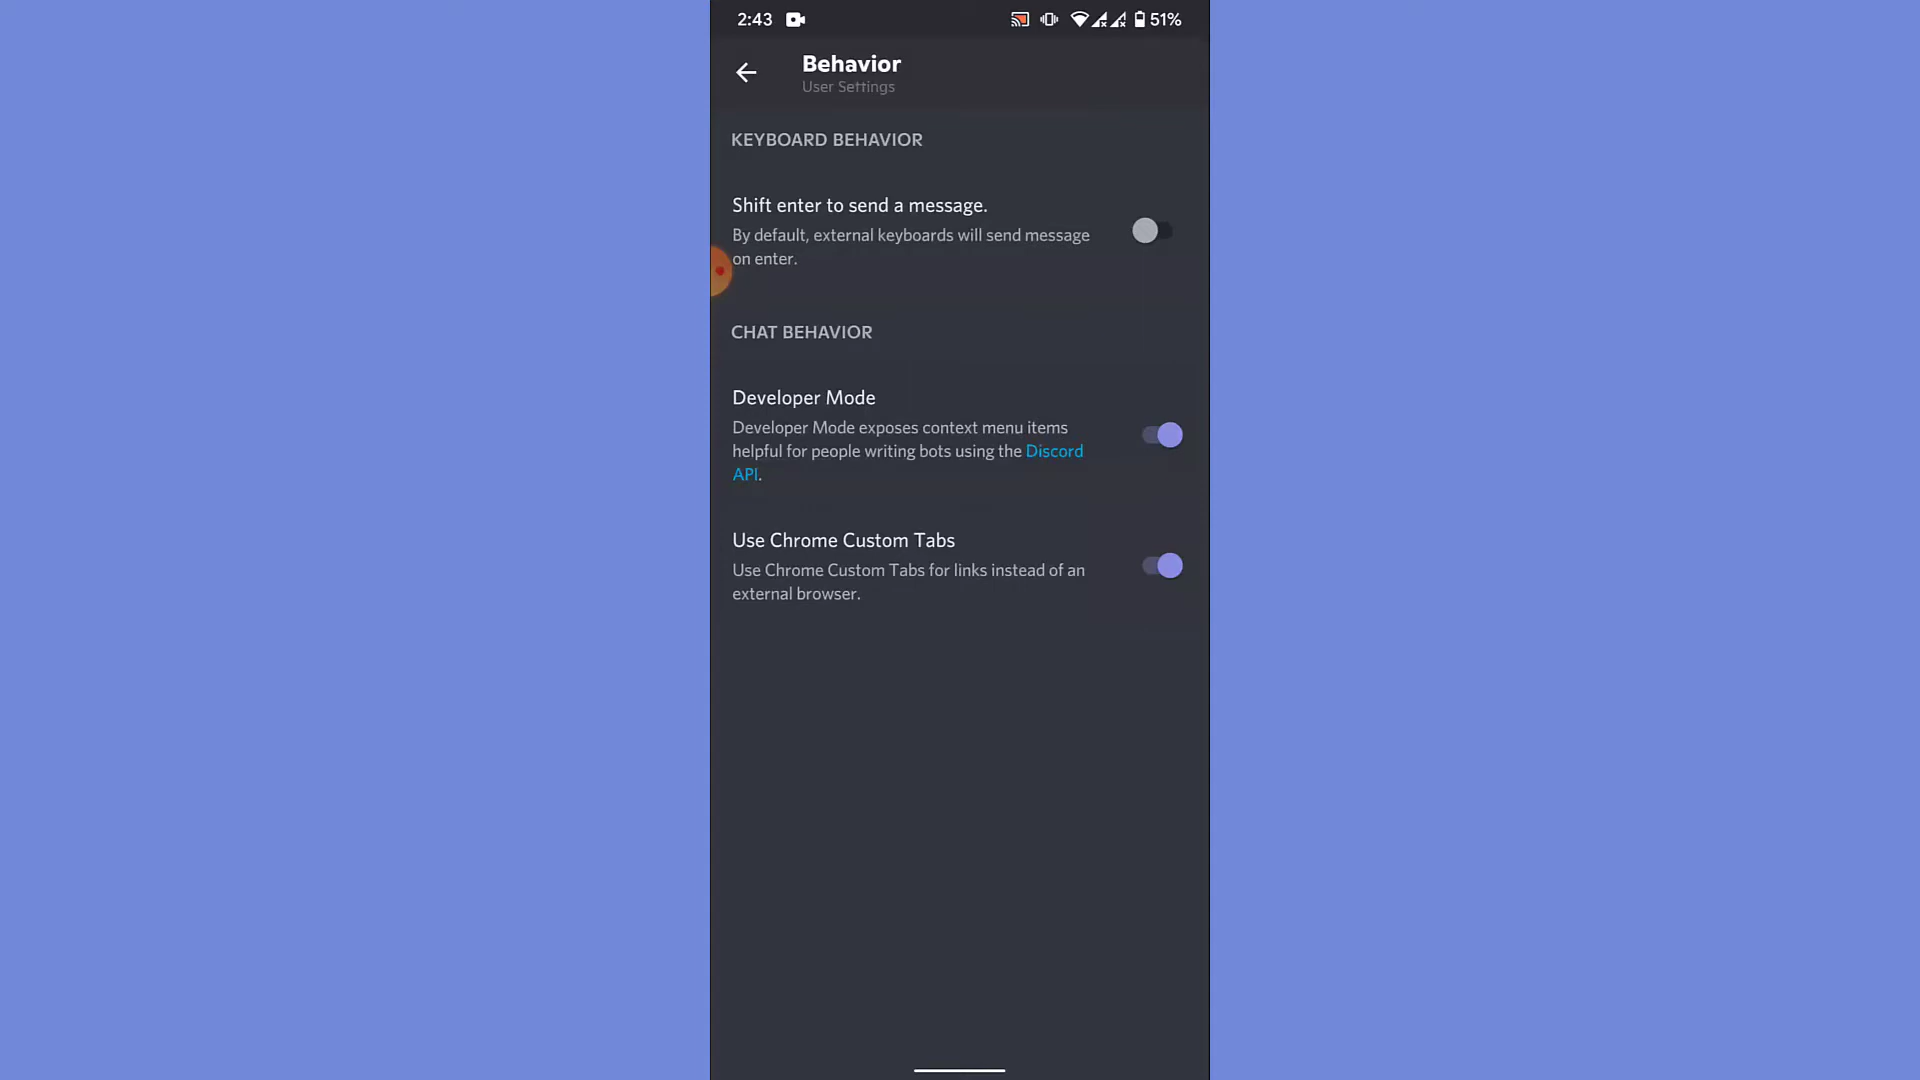 2:43
51%
Behavior
User Settings
KEYBOARD BEHAVIOR
Shift enter to send a message.
By default, external keyboards will send message
on enter.
CHAT BEHAVIOR
Developer Mode
Developer Mode exposes context menu items
helpful for people writing bots using the Discord
API.
Use Chrome Custom Tabs
Use Chrome Custom Tabs for links instead of an
external browser.